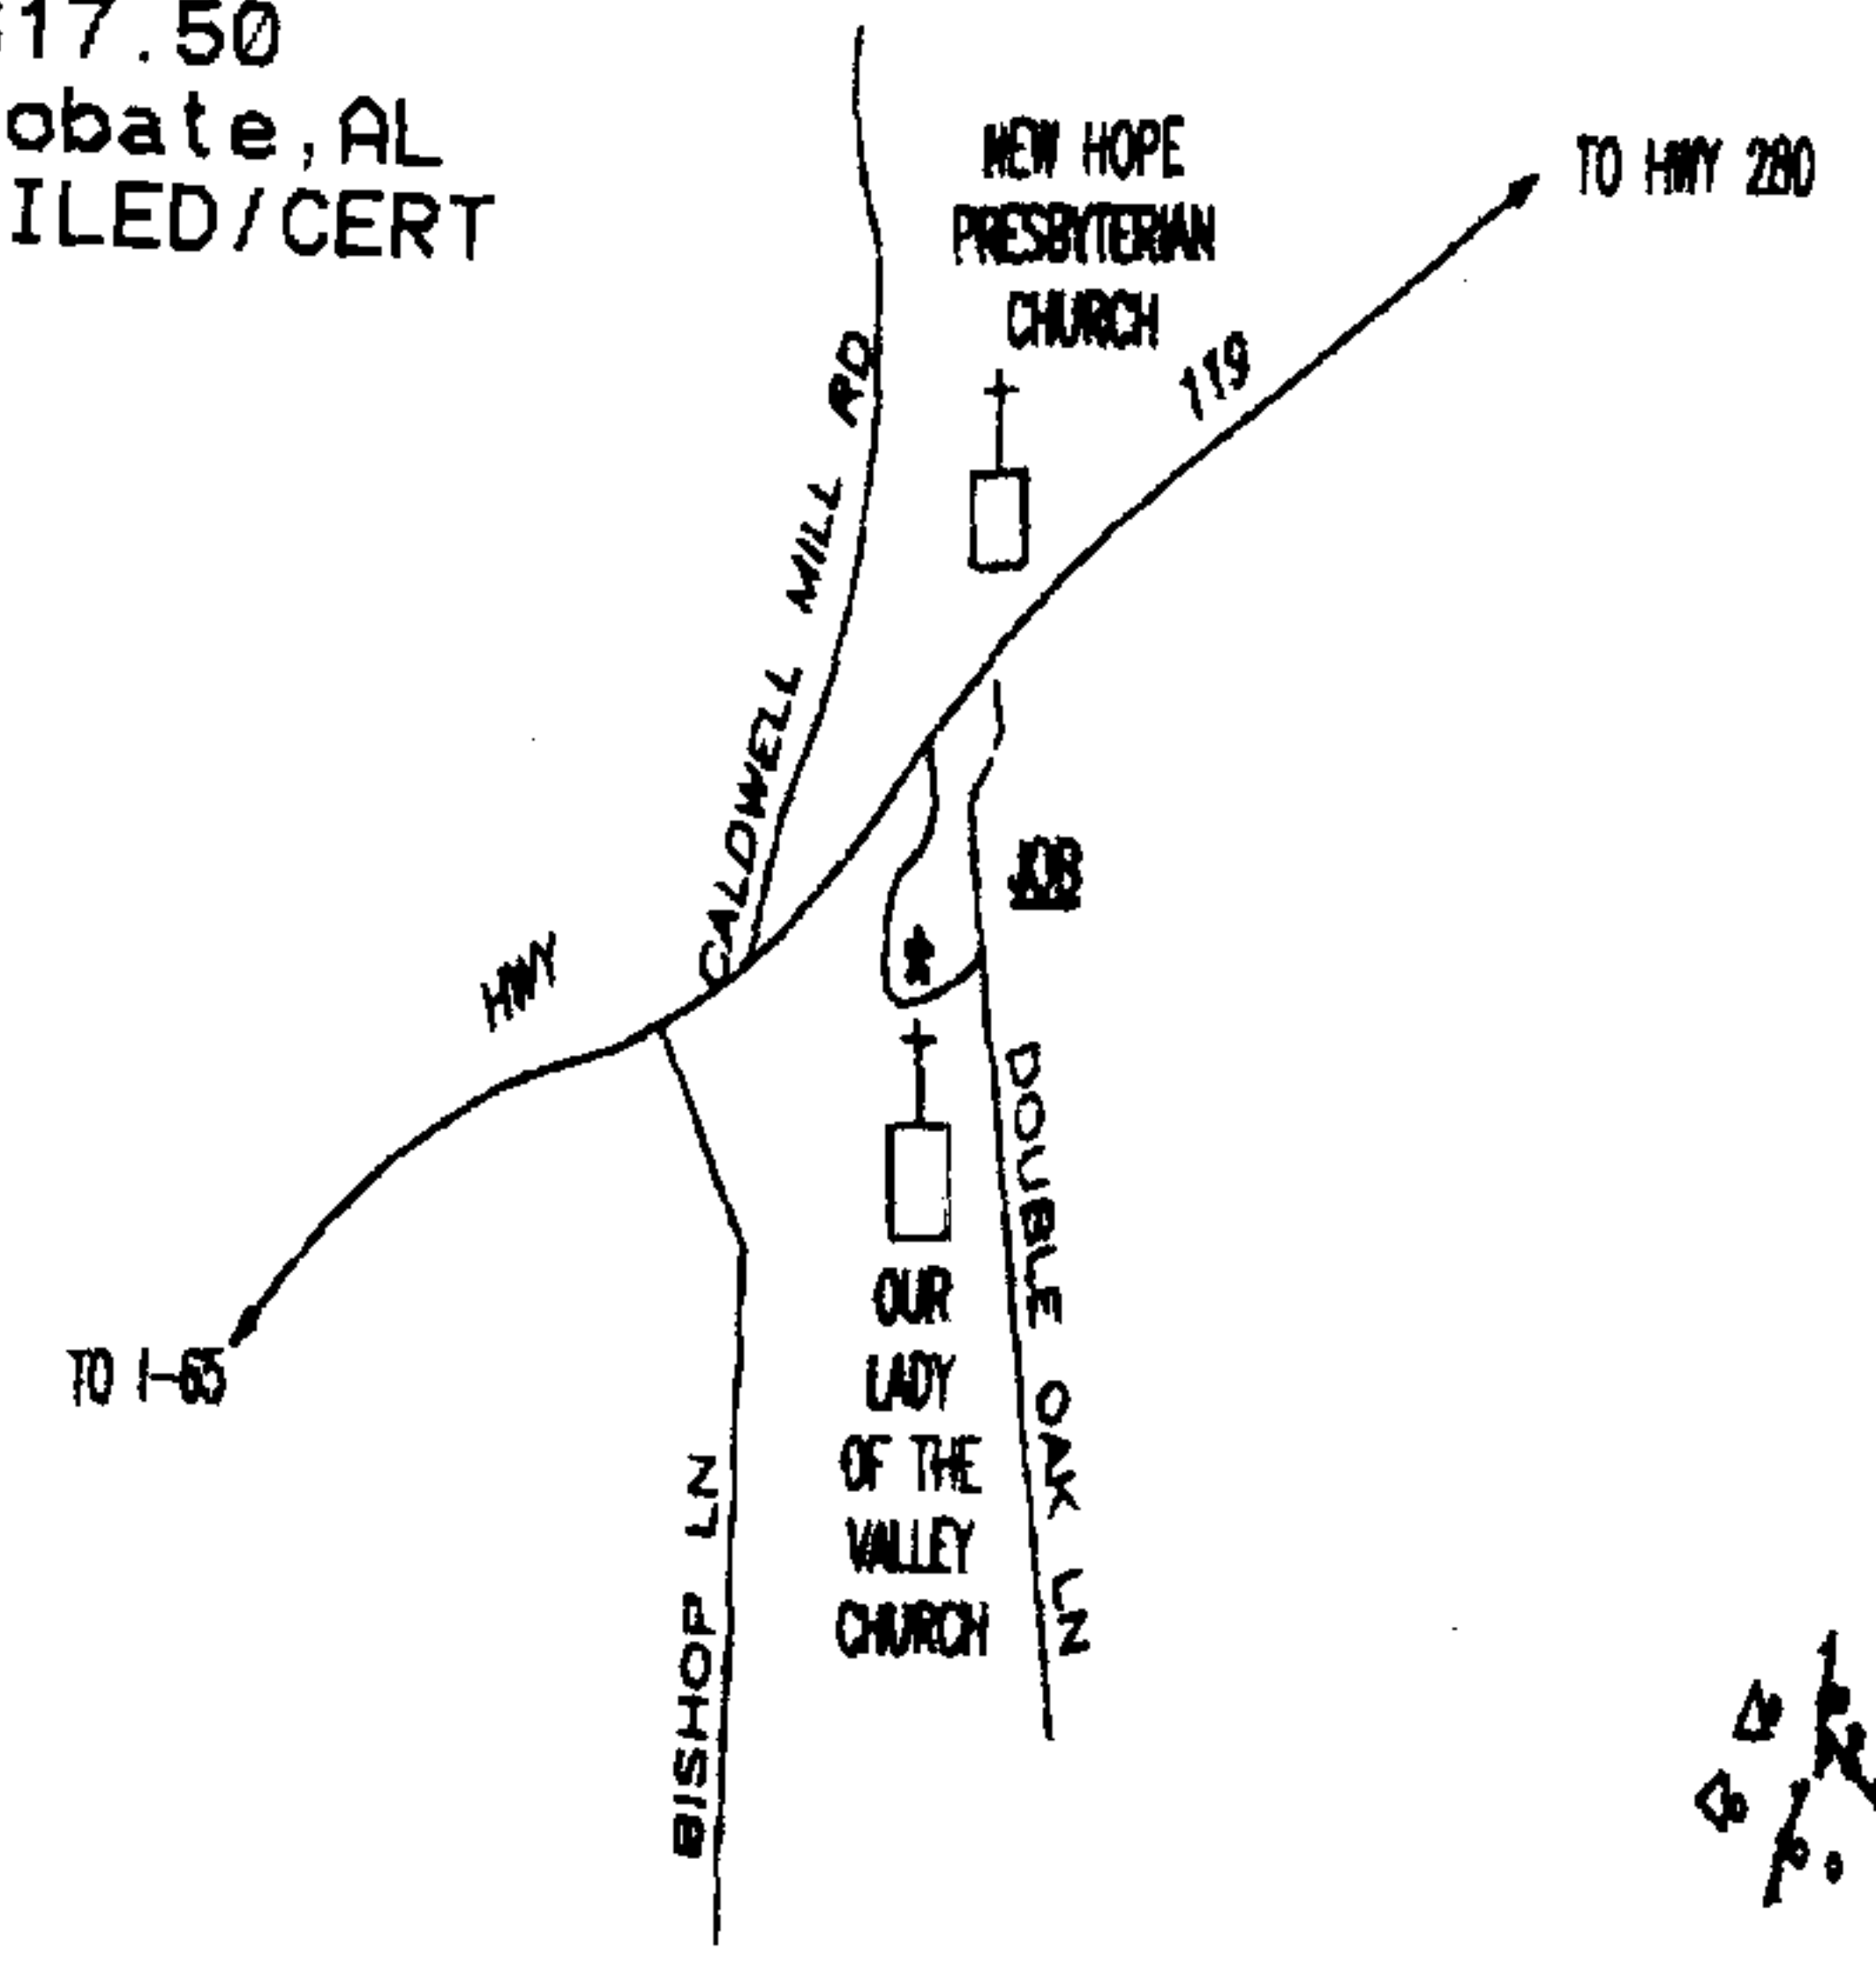 17.50
obate, AL
ILED/CERT
NEW HOPE
PRESBYTERIAN
CHURCH
TO HWY 280
119
CALDWELL MILL RD
JOB
HWY
DOUBLE OAK LN
TO I-65
OUR
LADY
OF THE
VALLEY
CHURCH
BISHOP LN